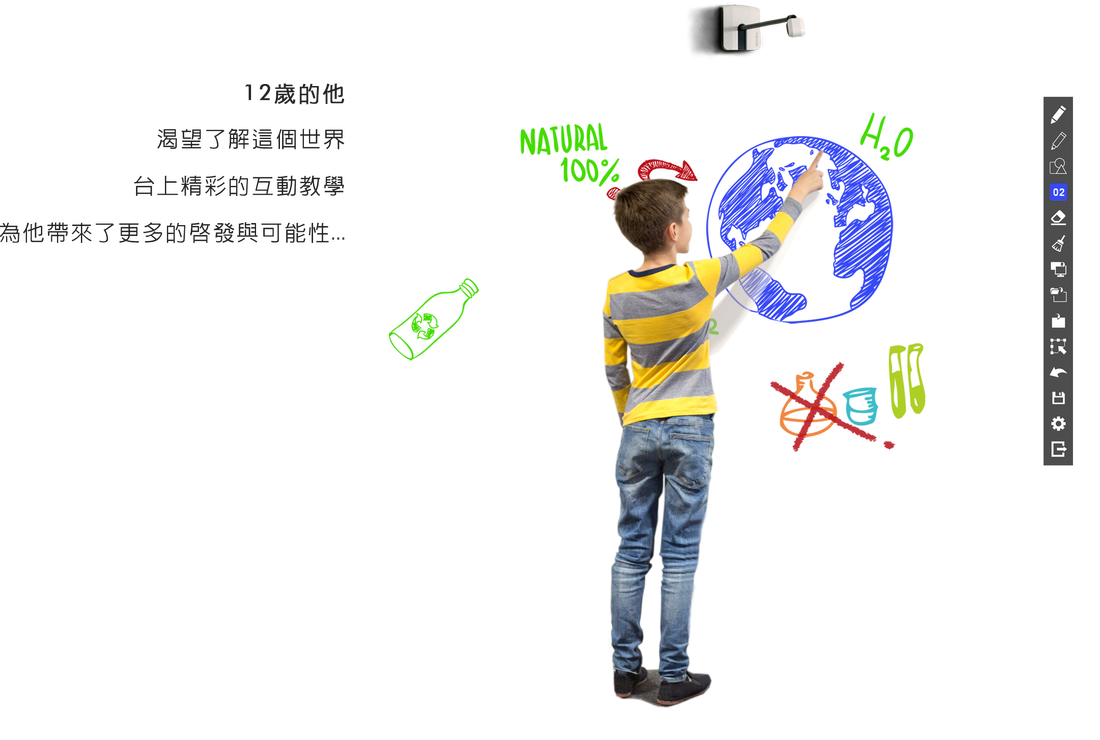 12歲的他
渴望了解這個世界
台上精彩的互動教學
為他帶來了更多的啓發與可能性...
NATURAL
100%
H₂O
02